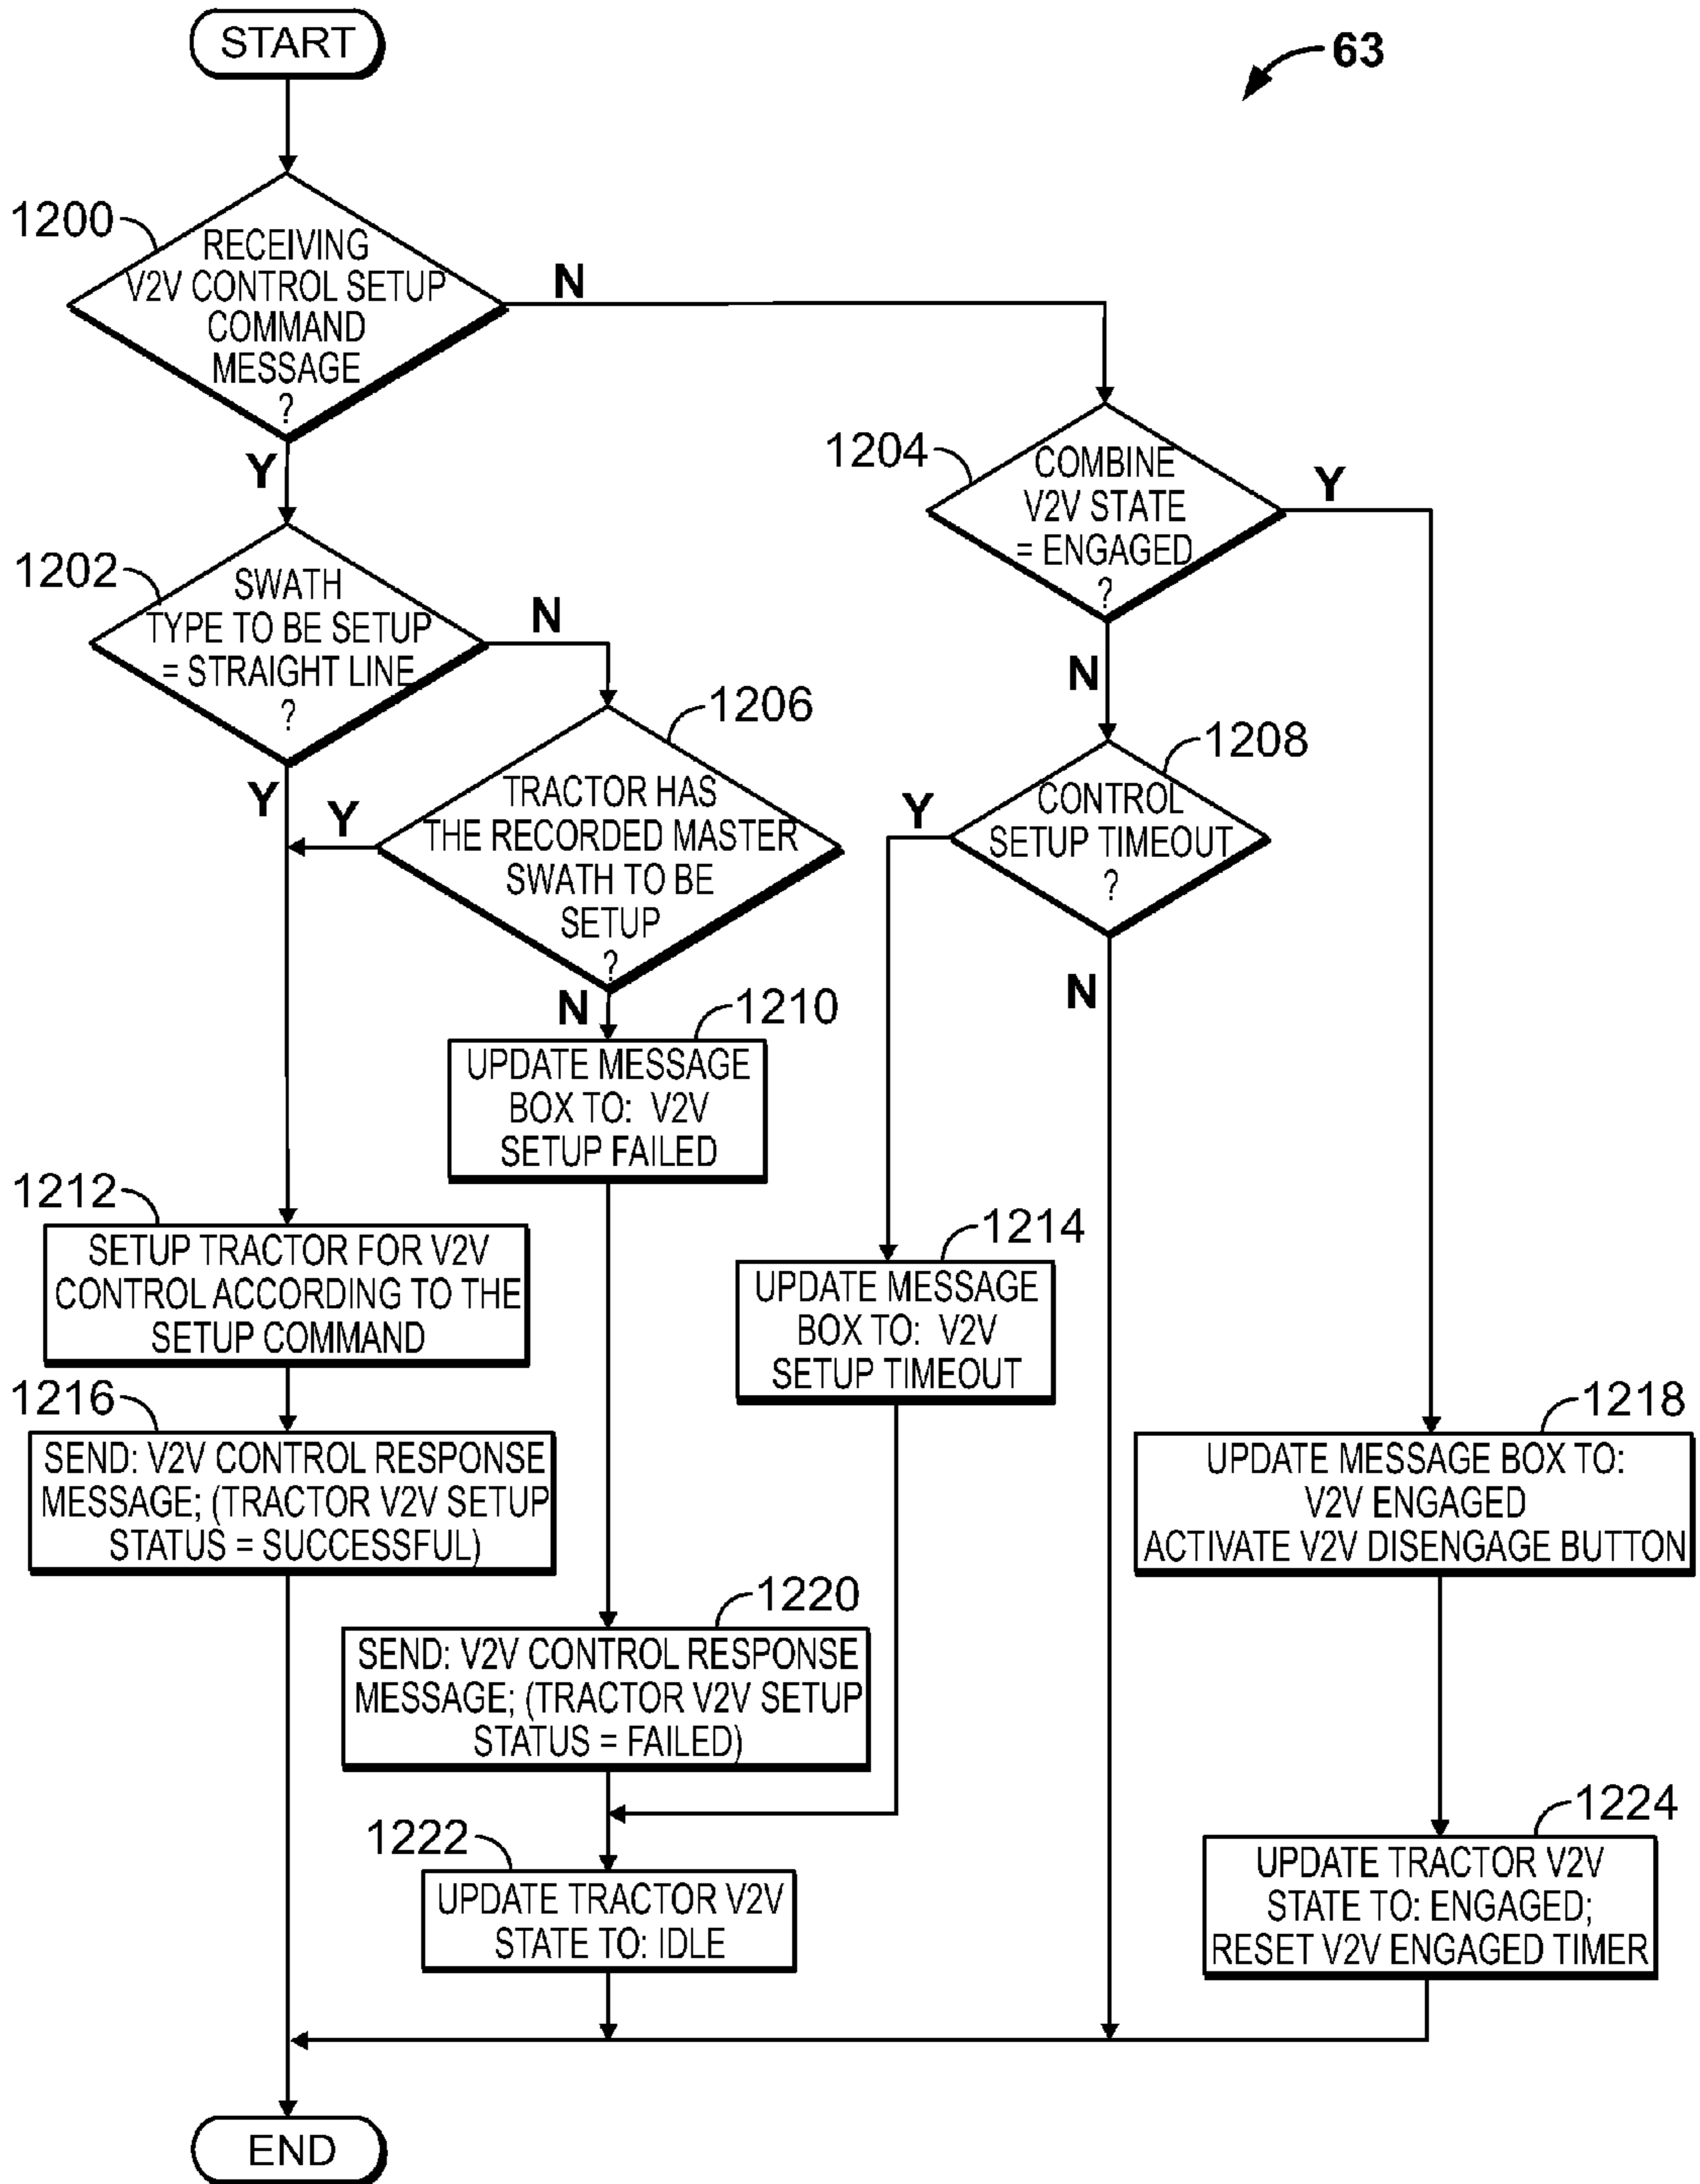 START
63
1200
RECEIVING
V2V CONTROL SETUP
COMMAND
MESSAGE
?
N
Y
1204
COMBINE
V2V STATE
= ENGAGED
?
Y
N
1202
SWATH
TYPE TO BE SETUP
= STRAIGHT LINE
?
N
Y
1206
TRACTOR HAS
THE RECORDED MASTER
SWATH TO BE
SETUP
?
Y
N
1208
CONTROL
SETUP TIMEOUT
?
Y
N
1210
UPDATE MESSAGE
BOX TO: V2V
SETUP FAILED
1212
SETUP TRACTOR FOR V2V
CONTROL ACCORDING TO THE
SETUP COMMAND
1214
UPDATE MESSAGE
BOX TO: V2V
SETUP TIMEOUT
1216
SEND: V2V CONTROL RESPONSE
MESSAGE; (TRACTOR V2V SETUP
STATUS = SUCCESSFUL)
1218
UPDATE MESSAGE BOX TO:
V2V ENGAGED
ACTIVATE V2V DISENGAGE BUTTON
1220
SEND: V2V CONTROL RESPONSE
MESSAGE; (TRACTOR V2V SETUP
STATUS = FAILED)
1222
UPDATE TRACTOR V2V
STATE TO: IDLE
1224
UPDATE TRACTOR V2V
STATE TO: ENGAGED;
RESET V2V ENGAGED TIMER
END